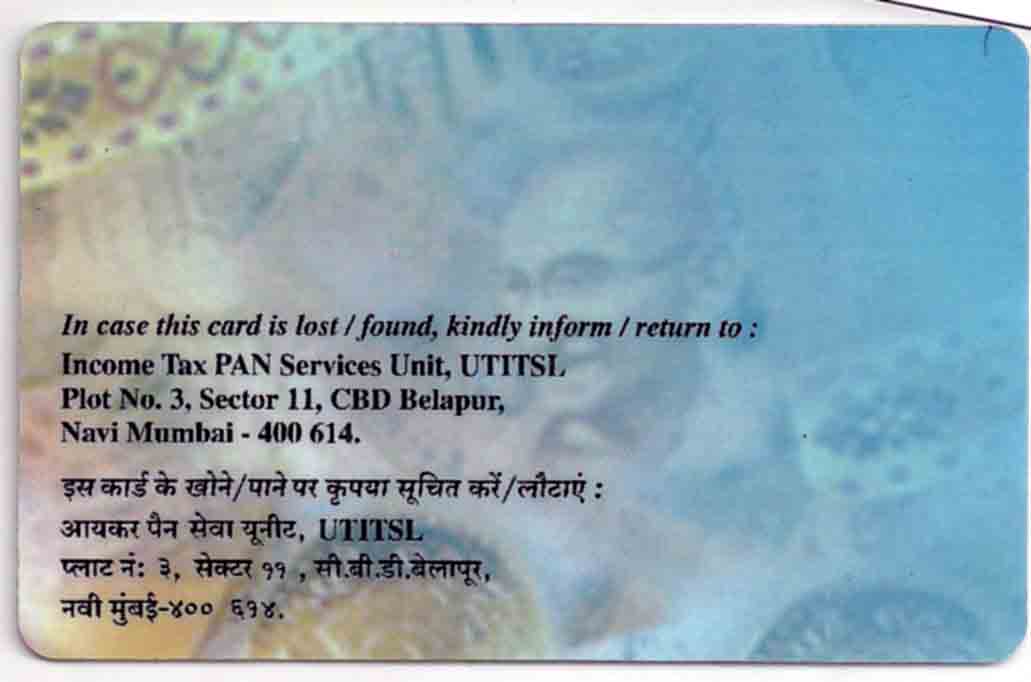 In case this card is lost / found, kindly inform / return to :
Income Tax PAN Services Unit, UTITSL
Plot No. 3, Sector 11, CBD Belapur,
Navi Mumbai - 400 614.
इस कार्ड के खोने/पाने पर कृपया सूचित करें/लौटाएं :
आयकर पैन सेवा यूनीट, UTITSL
प्लाट नं: ३, सेक्टर ११ , सी.बी.डी.बेलापूर,
नवी मुंबई-४०० ६१४.